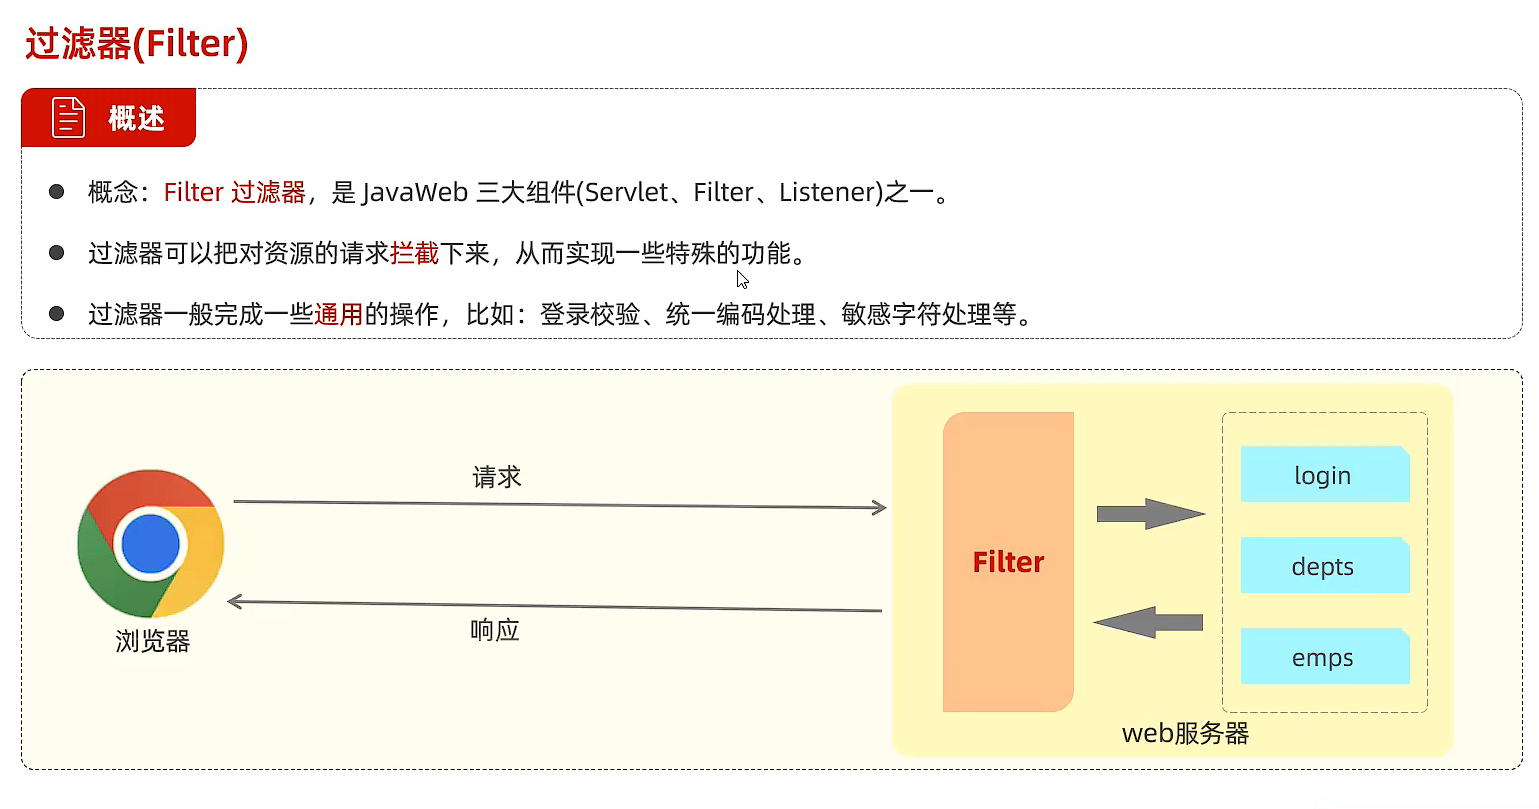 过滤器(Filter)
概述
概念：Filter 过滤器，是 JavaWeb 三大组件(Servlet、Filter、Listener)之一。
过滤器可以把对资源的请求拦截下来，从而实现一些特殊的功能。
过滤器一般完成一些通用的操作，比如：登录校验、统一编码处理、敏感字符处理等。
请求
响应
浏览器
Filter
login
depts
emps
web服务器